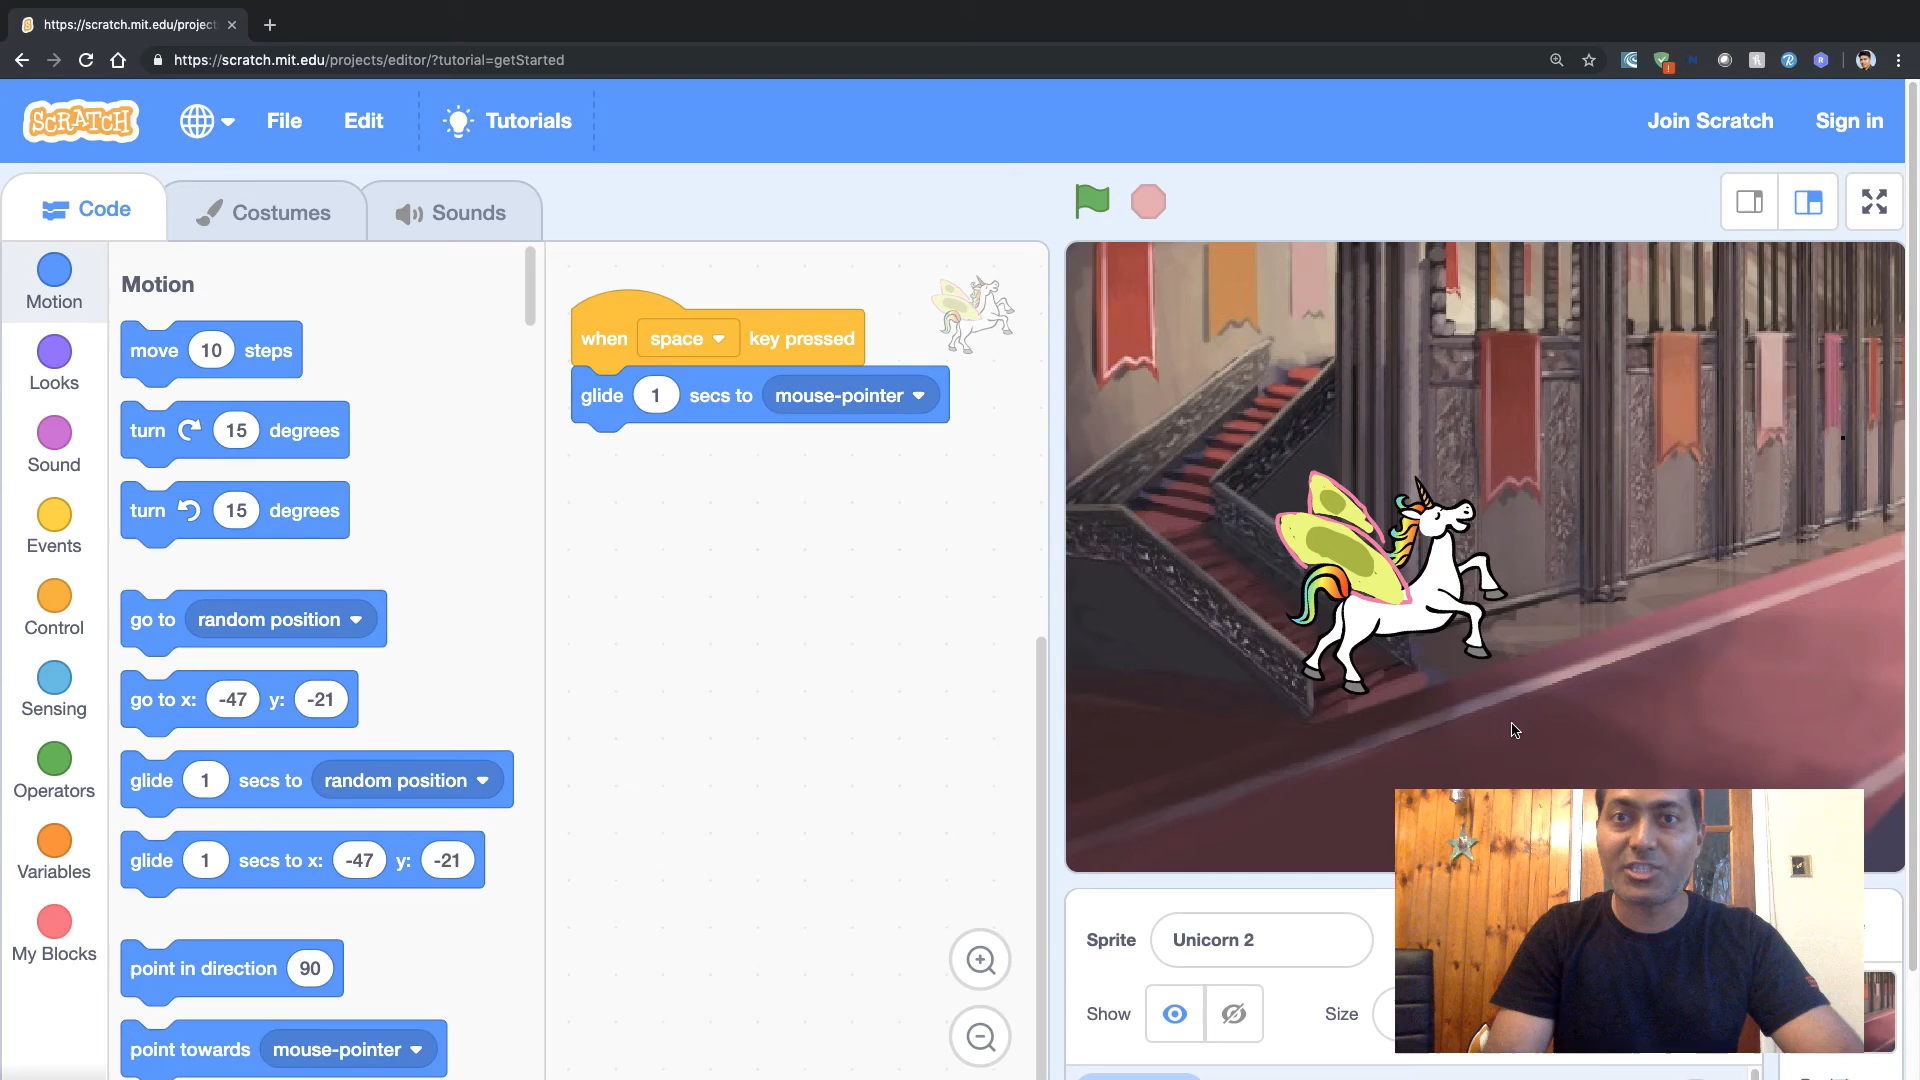 https://scratch.mit.edu/project
https://scratch.mit.edu/projects/editor/?tutorial=getStarted
SCRATCH
File
Edit
Tutorials
Join Scratch
Sign in
Code
Costumes
Sounds
Motion
Looks
Sound
Events
Control
Sensing
Operators
Variables
My Blocks
Motion
move 10 steps
turn 15 degrees
turn 15 degrees
go to random position
go to x: -47 y: -21
glide 1 secs to random position
glide 1 secs to x: -47 y: -21
point in direction 90
point towards mouse-pointer
when space key pressed
glide 1 secs to mouse-pointer
Sprite Unicorn 2
Show
Size